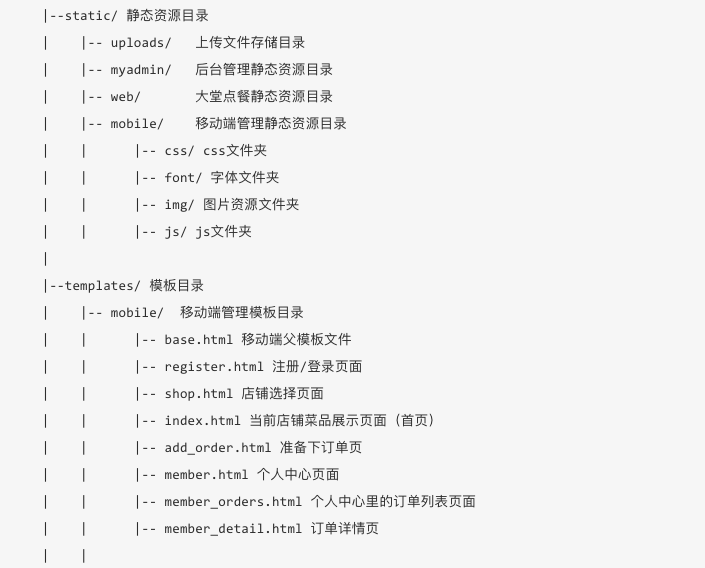 |--static/ 静态资源目录
|    |-- uploads/   上传文件存储目录
|    |-- myadmin/   后台管理静态资源目录
|    |-- web/       大堂点餐静态资源目录
|    |-- mobile/    移动端管理静态资源目录
|    |      |-- css/ css文件夹
|    |      |-- font/ 字体文件夹
|    |      |-- img/ 图片资源文件夹
|    |      |-- js/ js文件夹
|
|--templates/ 模板目录
|    |-- mobile/  移动端管理模板目录
|    |      |-- base.html 移动端父模板文件
|    |      |-- register.html 注册/登录页面
|    |      |-- shop.html 店铺选择页面
|    |      |-- index.html 当前店铺菜品展示页面（首页）
|    |      |-- add_order.html 准备下订单页
|    |      |-- member.html 个人中心页面
|    |      |-- member_orders.html 个人中心里的订单列表页面
|    |      |-- member_detail.html 订单详情页
|    |